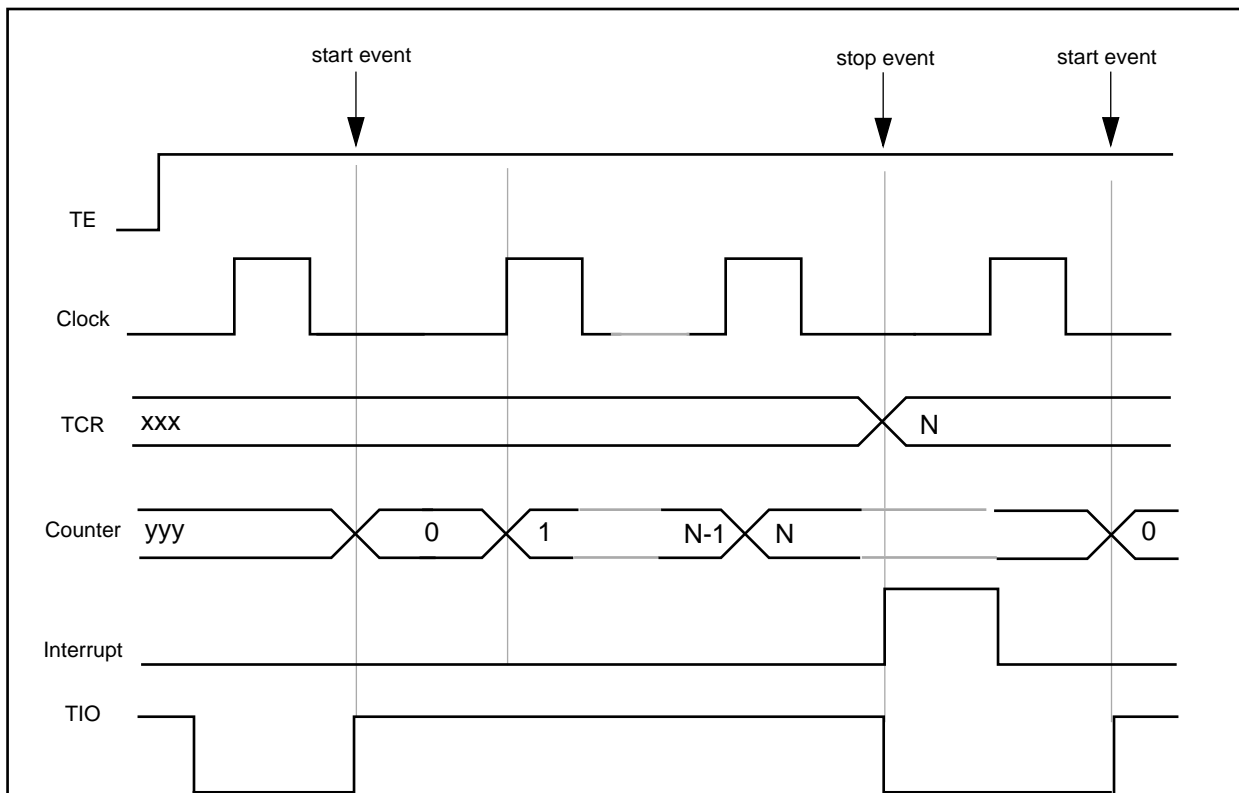 start event
stop event
start event
TE
Clock
TCR
xxx
N
Counter
yyy
0
1
N-1
N
0
Interrupt
TIO